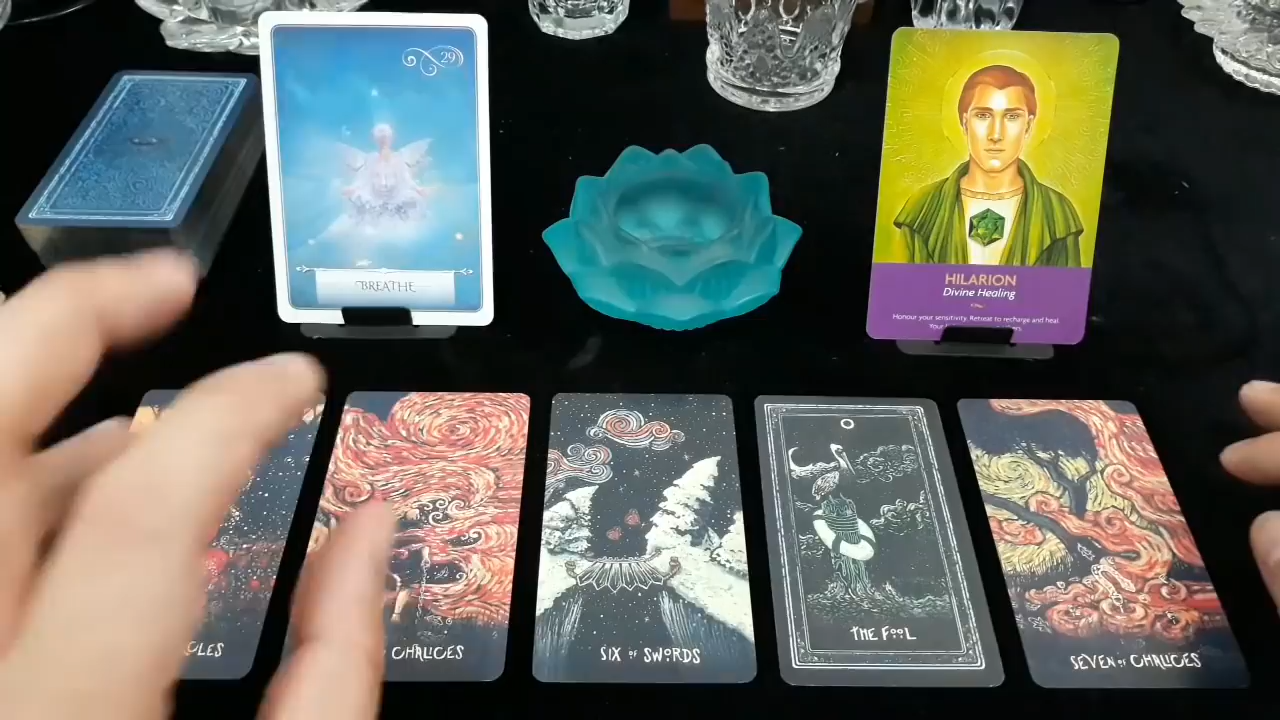 29
BREATHE
HILARION
Divine Healing
Honour your sensitivity. Retreat to recharge and heal.
CHALICES
SIX OF SWORDS
THE FOOL
SEVEN OF CHALICES